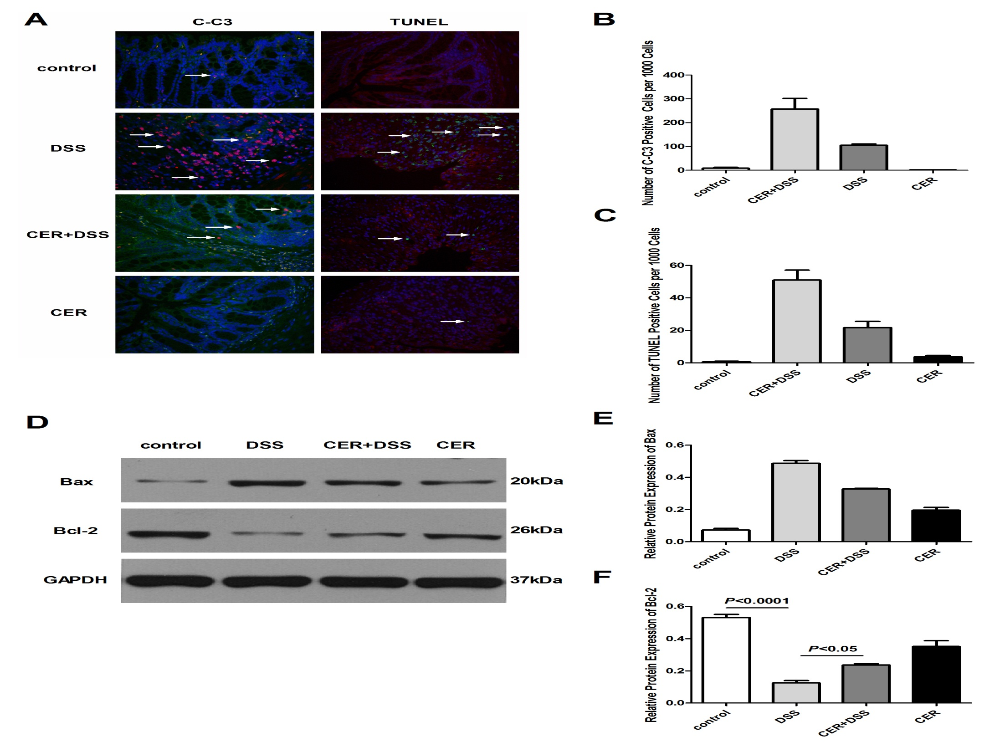 A
C-C3
TUNEL
control
DSS
CER+DSS
CER
B
Number of C-C3 Positive Cells per 1000 Cells
400
300
200
100
0
control
CER+DSS
DSS
CER
C
Number of TUNEL Positive Cells per 1000 Cells
60
40
20
0
control
CER+DSS
DSS
CER
D
control
DSS
CER+DSS
CER
Bax
20kDa
Bcl-2
26kDa
GAPDH
37kDa
E
Relative Protein Expression of Bax
0.6
0.4
0.2
0.0
control
DSS
CER+DSS
CER
F
Relative Protein Expression of Bcl-2
P<0.0001
0.6
0.4
P<0.05
0.2
0.0
control
DSS
CER+DSS
CER